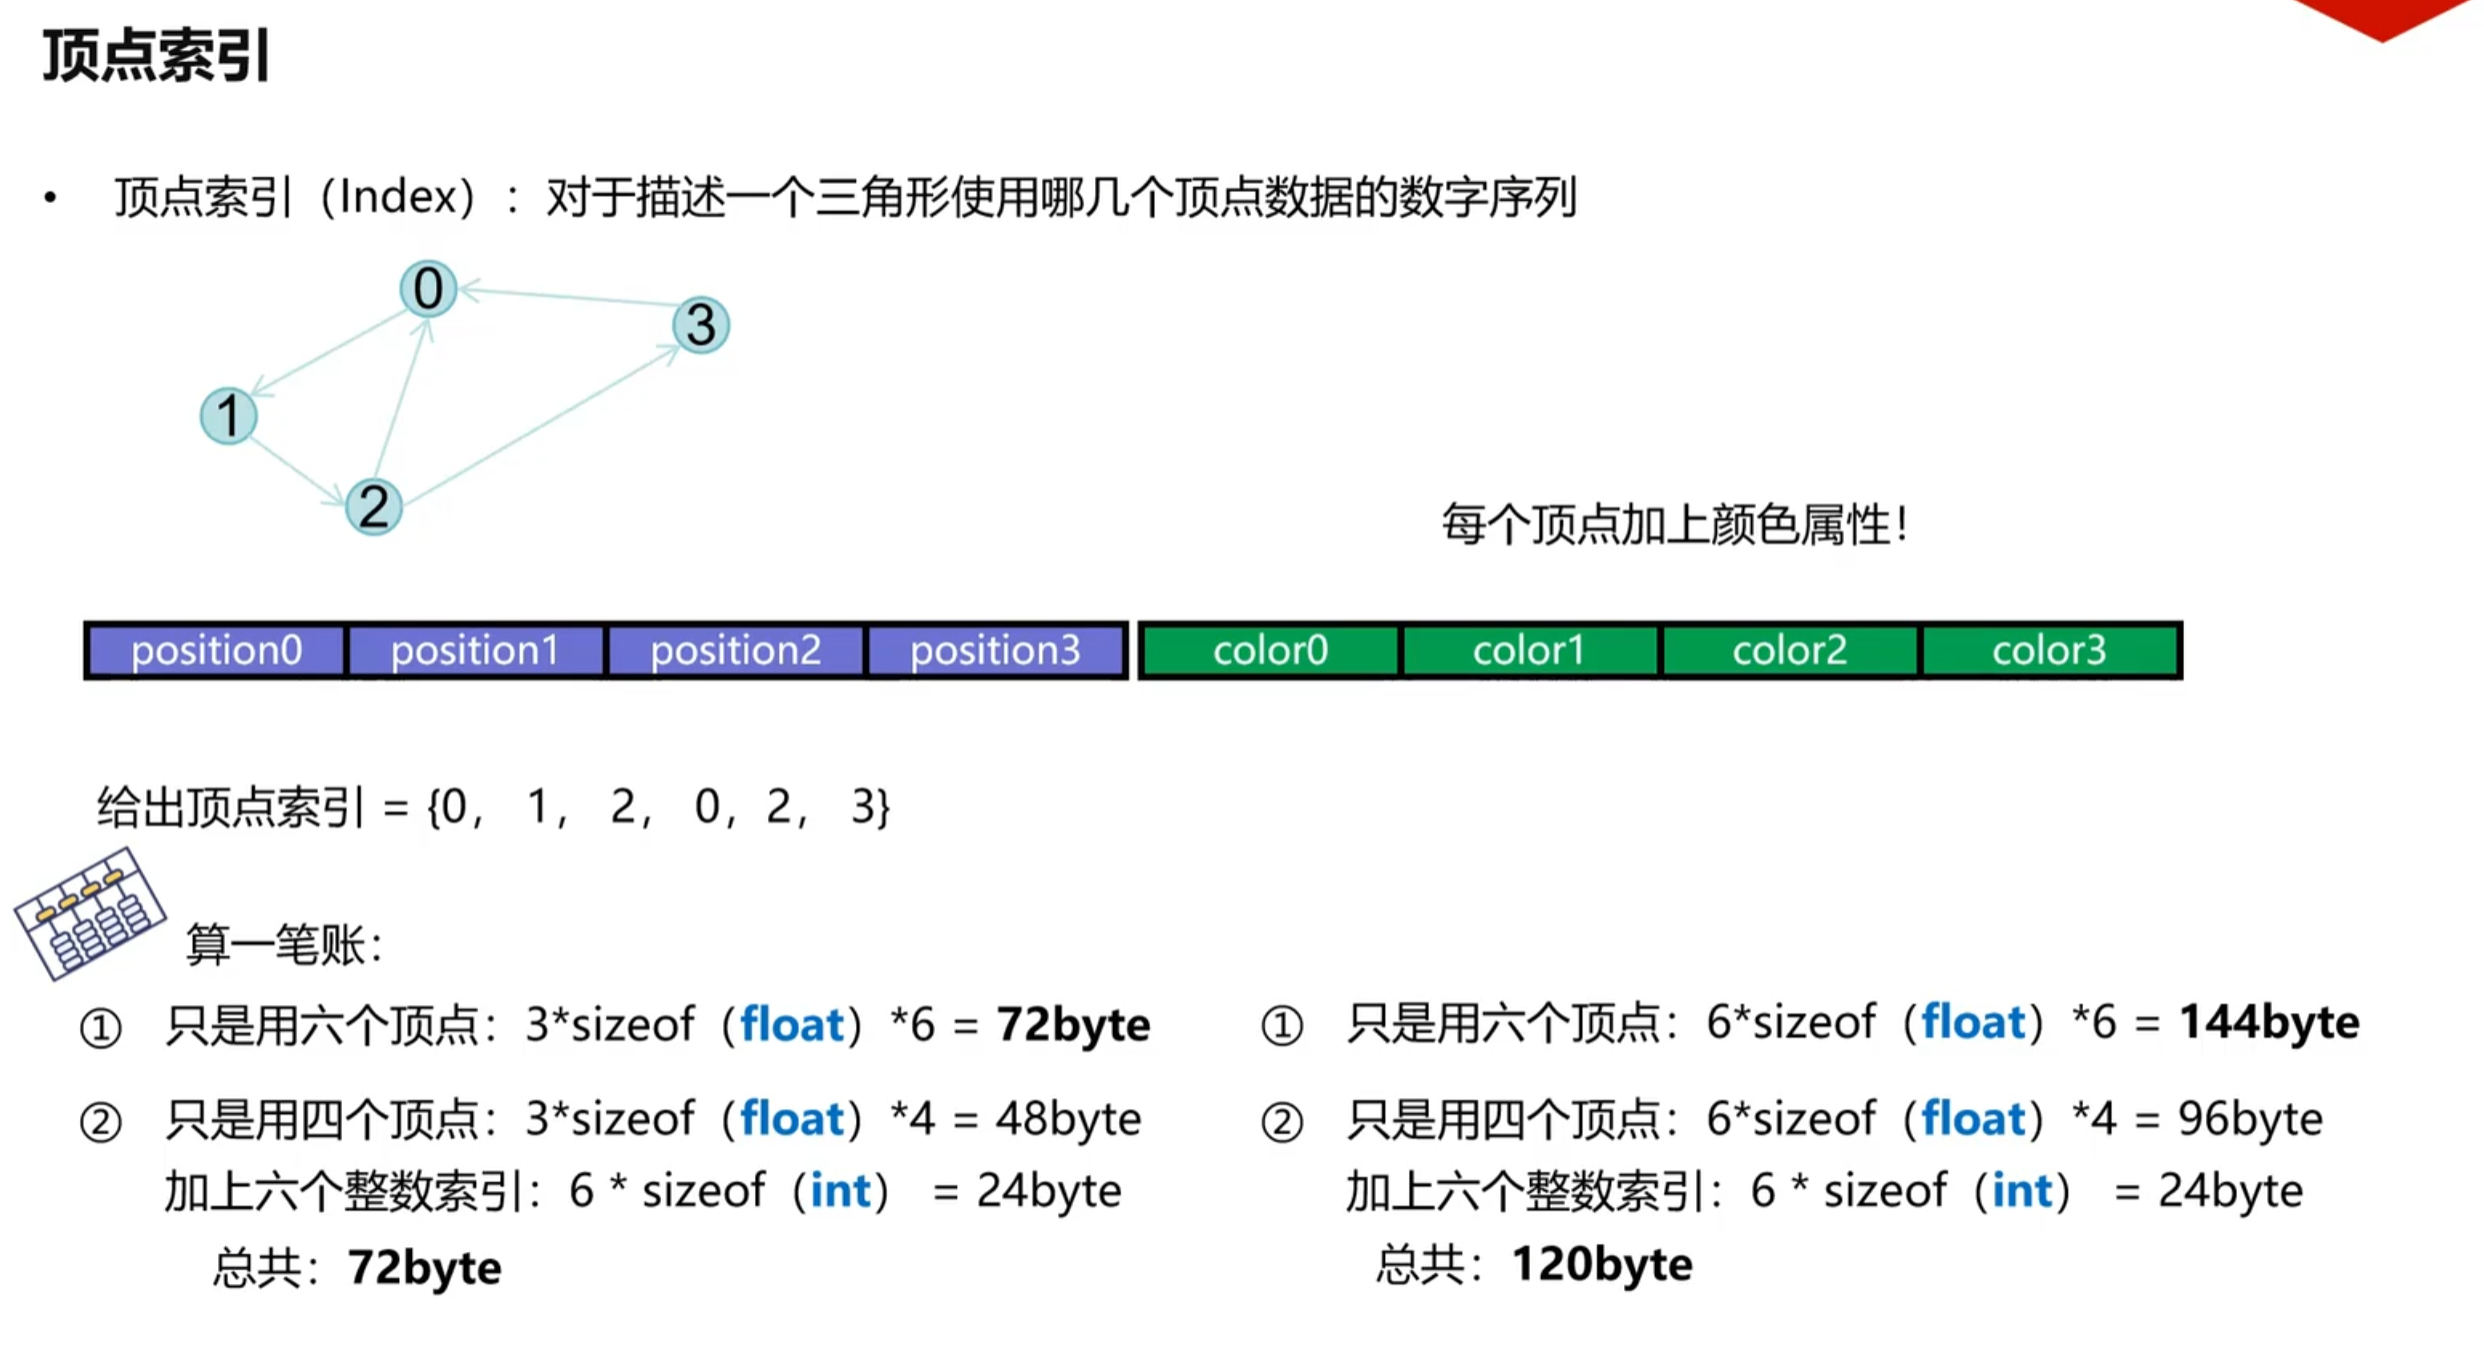 顶点索引
• 顶点索引（Index）：对于描述一个三角形使用哪几个顶点数据的数字序列
0
3
1
2
每个顶点加上颜色属性！
position0 position1 position2 position3 color0 color1 color2 color3
给出顶点索引 = {0， 1， 2， 0，2， 3}
算一笔账：
① 只是用六个顶点：3*sizeof（float）*6 = 72byte
② 只是用四个顶点：3*sizeof（float）*4 = 48byte
加上六个整数索引：6 * sizeof（int） = 24byte
总共：72byte
① 只是用六个顶点：6*sizeof（float）*6 = 144byte
② 只是用四个顶点：6*sizeof（float）*4 = 96byte
加上六个整数索引：6 * sizeof（int） = 24byte
总共：120byte